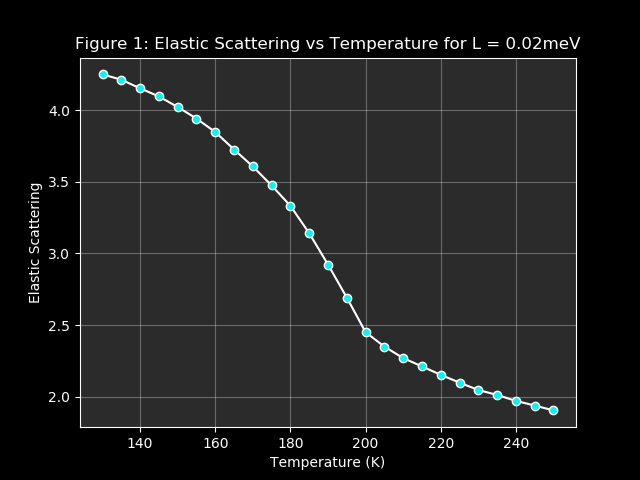 Figure 1: Elastic Scattering vs Temperature for L = 0.02meV
4.0
3.5
3.0
2.5
2.0
Elastic Scattering
140 160 180 200 220 240
Temperature (K)